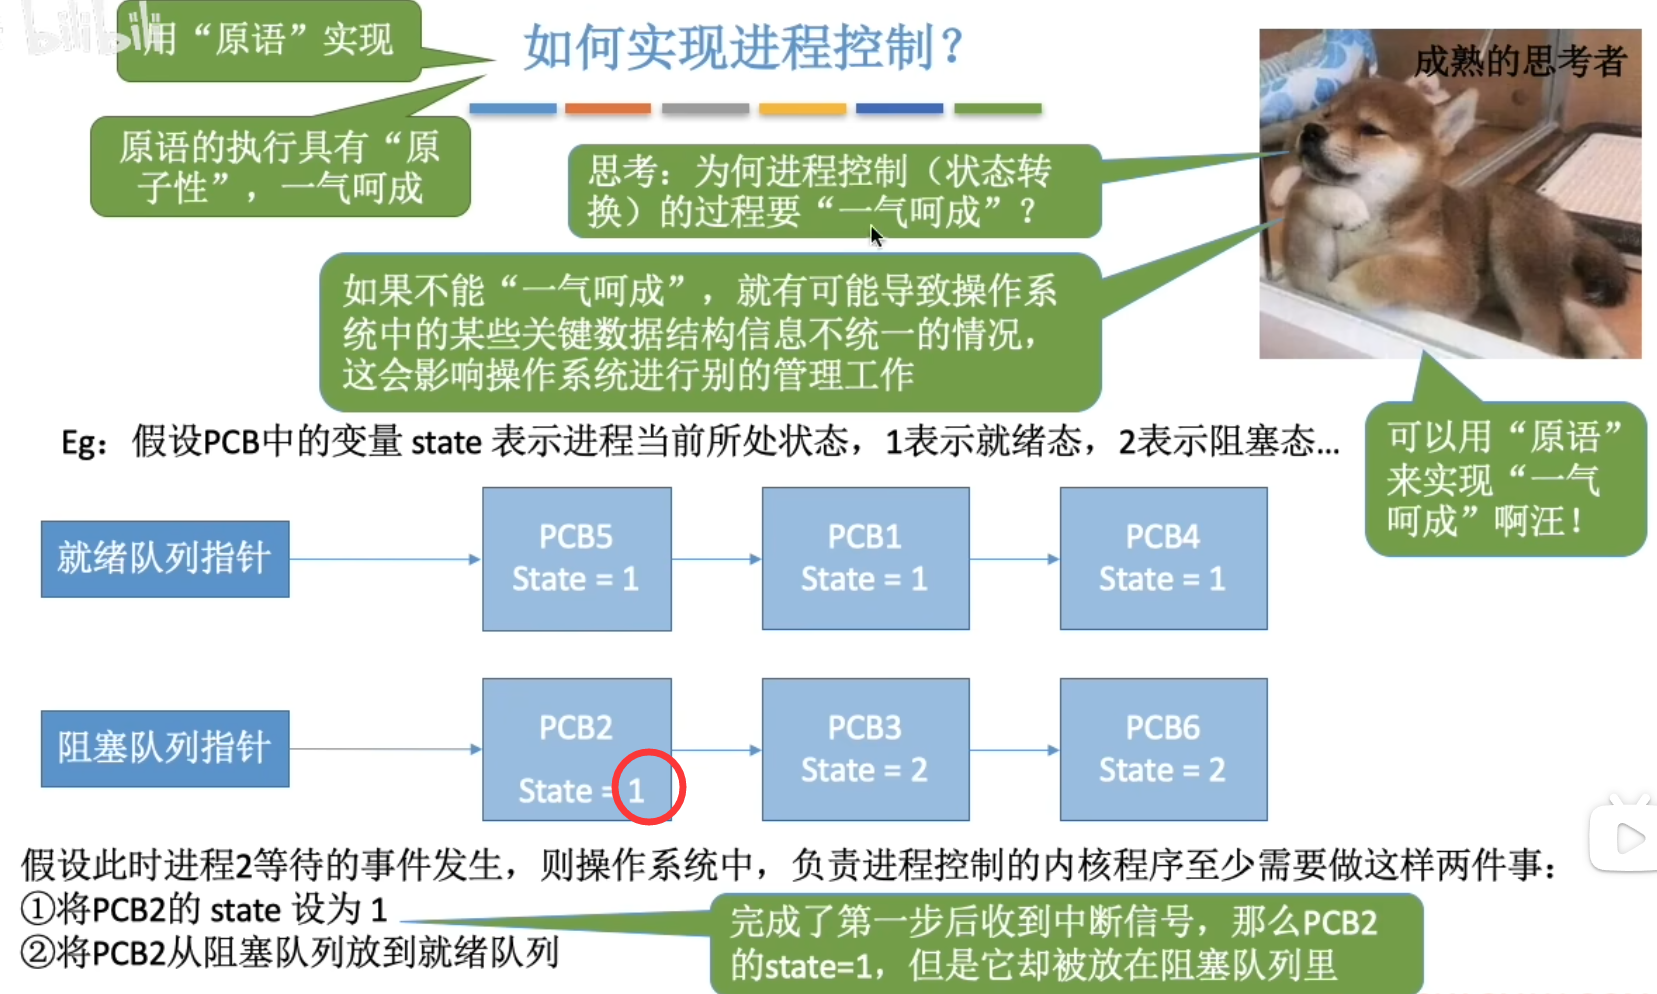 bilibili
用“原语”实现
如何实现进程控制？
成熟的思考者
原语的执行具有“原
子性”，一气呵成
思考：为何进程控制（状态转
换）的过程要“一气呵成”？
如果不能“一气呵成”，就有可能导致操作系
统中的某些关键数据结构信息不统一的情况，
这会影响操作系统进行别的管理工作
可以用“原语”
来实现“一气
呵成”啊汪！
Eg：假设PCB中的变量 state 表示进程当前所处状态，1表示就绪态，2表示阻塞态...
就绪队列指针
PCB5
State = 1
PCB1
State = 1
PCB4
State = 1
阻塞队列指针
PCB2
State = 1
PCB3
State = 2
PCB6
State = 2
假设此时进程2等待的事件发生，则操作系统中，负责进程控制的内核程序至少需要做这样两件事：
①将PCB2的 state 设为 1
②将PCB2从阻塞队列放到就绪队列
完成了第一步后收到中断信号，那么PCB2
的state=1，但是它却被放在阻塞队列里